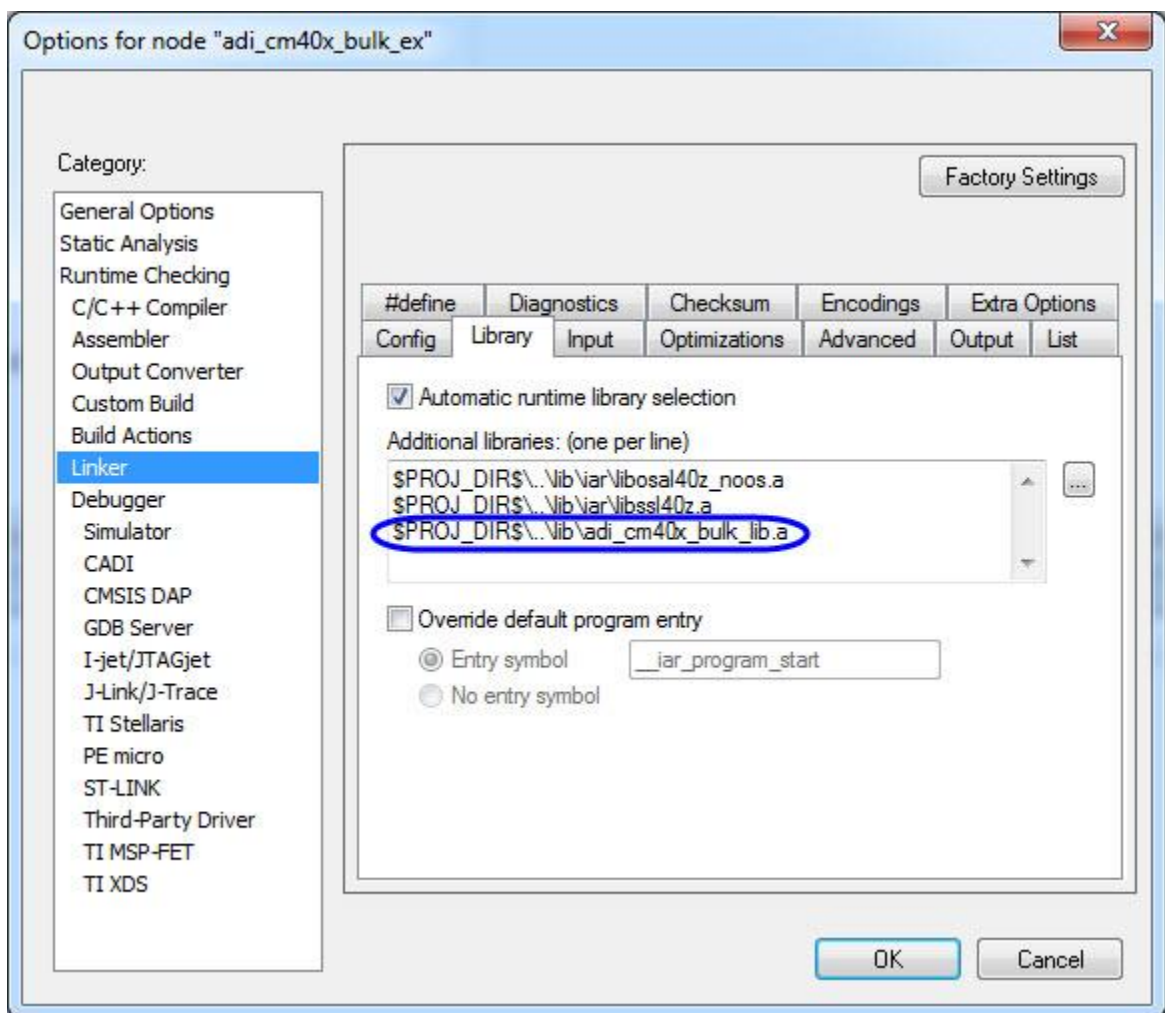 Options for node "adi_cm40x_bulk_ex"
Category:
General Options
Static Analysis
Runtime Checking
C/C++ Compiler
Assembler
Output Converter
Custom Build
Build Actions
Linker
Debugger
Simulator
CADI
CMSIS DAP
GDB Server
I-jet/JTAGjet
J-Link/J-Trace
TI Stellaris
PE micro
ST-LINK
Third-Party Driver
TI MSP-FET
TI XDS
Factory Settings
#define Diagnostics Checksum Encodings Extra Options
Config Library Input Optimizations Advanced Output List
Automatic runtime library selection
Additional libraries: (one per line)
$PROJ_DIR$\..\lib\iar\libosal40z_noos.a
$PROJ_DIR$\..\lib\iar\libssl40z.a
$PROJ_DIR$\..\lib\adi_cm40x_bulk_lib.a
...
Override default program entry
Entry symbol __iar_program_start
No entry symbol
OK Cancel